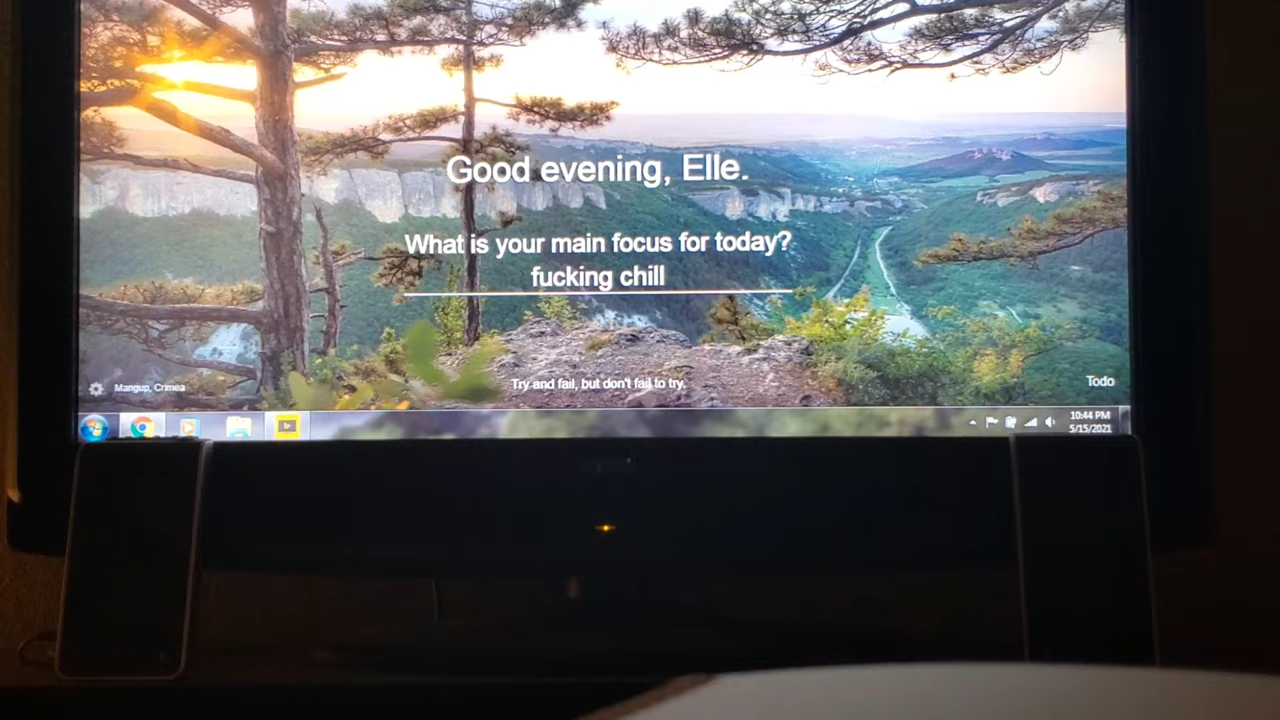 Good evening, Elle.
What is your main focus for today?
fucking chill
Mangup, Crimea
Try and fail, but don't fail to try.
Todo
10:44 PM
5/15/2021